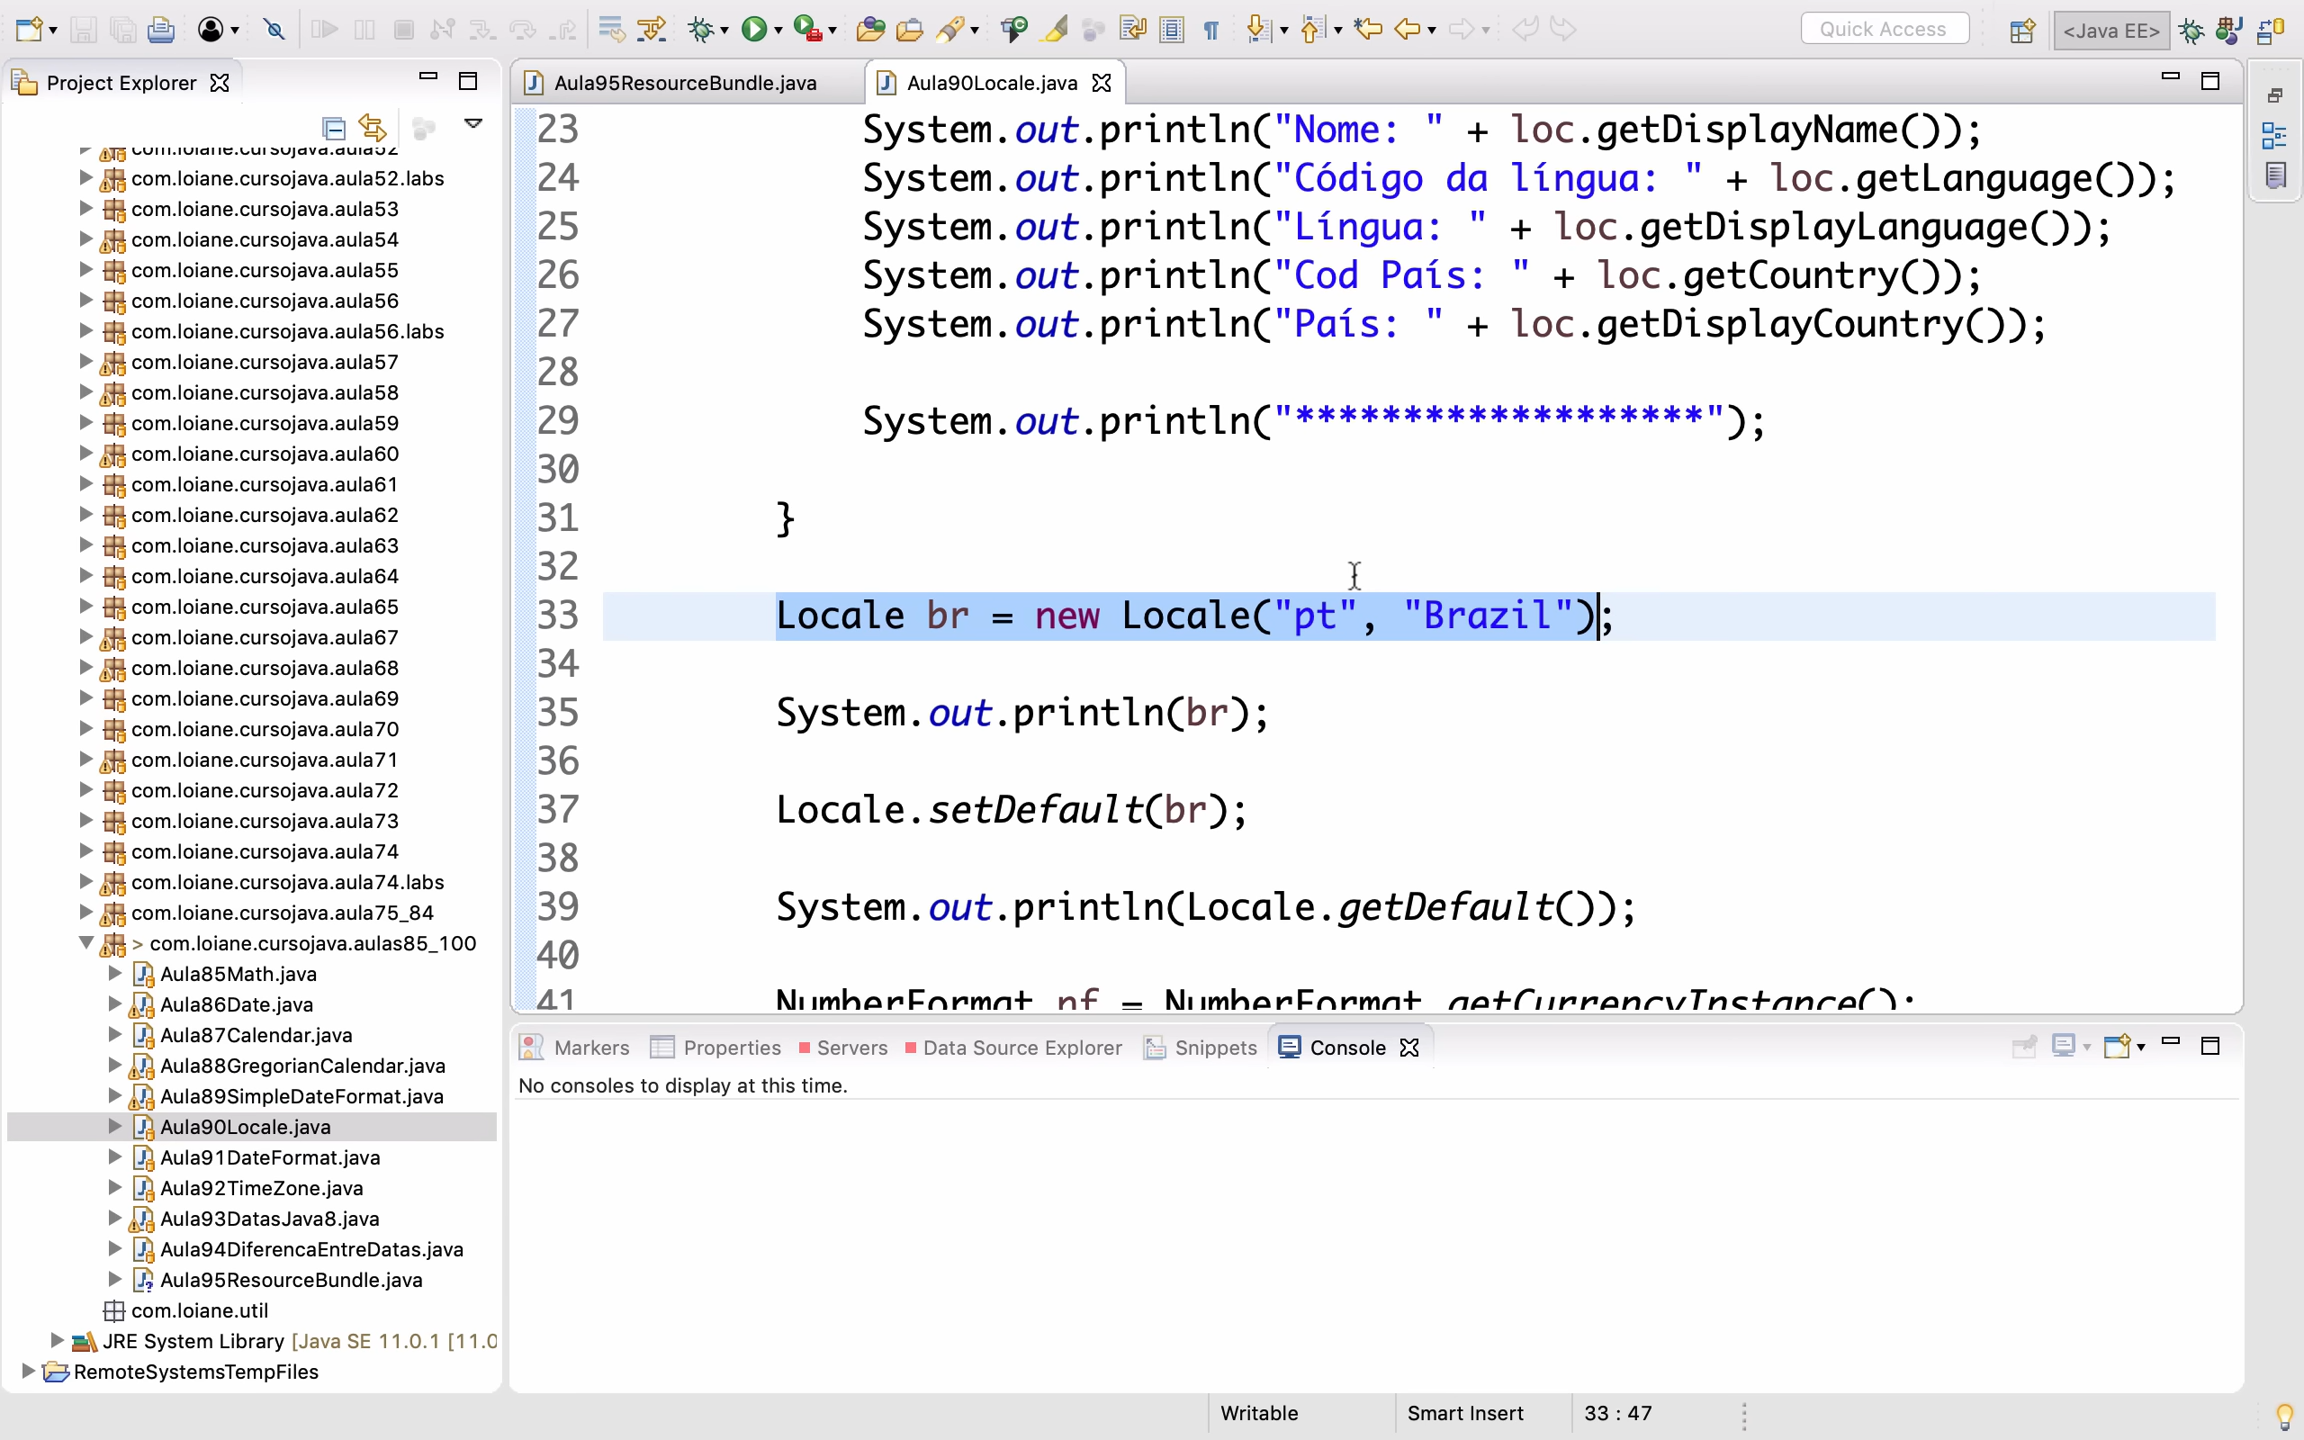 Quick Access
<Java EE>
Project Explorer
com.loiane.cursojava.aula52
com.loiane.cursojava.aula52.labs
com.loiane.cursojava.aula53
com.loiane.cursojava.aula54
com.loiane.cursojava.aula55
com.loiane.cursojava.aula56
com.loiane.cursojava.aula56.labs
com.loiane.cursojava.aula57
com.loiane.cursojava.aula58
com.loiane.cursojava.aula59
com.loiane.cursojava.aula60
com.loiane.cursojava.aula61
com.loiane.cursojava.aula62
com.loiane.cursojava.aula63
com.loiane.cursojava.aula64
com.loiane.cursojava.aula65
com.loiane.cursojava.aula67
com.loiane.cursojava.aula68
com.loiane.cursojava.aula69
com.loiane.cursojava.aula70
com.loiane.cursojava.aula71
com.loiane.cursojava.aula72
com.loiane.cursojava.aula73
com.loiane.cursojava.aula74
com.loiane.cursojava.aula74.labs
com.loiane.cursojava.aula75_84
> com.loiane.cursojava.aulas85_100
Aula85Math.java
Aula86Date.java
Aula87Calendar.java
Aula88GregorianCalendar.java
Aula89SimpleDateFormat.java
Aula90Locale.java
Aula91DateFormat.java
Aula92TimeZone.java
Aula93DatasJava8.java
Aula94DiferencaEntreDatas.java
Aula95ResourceBundle.java
com.loiane.util
JRE System Library [Java SE 11.0.1 [11.0
RemoteSystemsTempFiles
Aula95ResourceBundle.java Aula90Locale.java
23 System.out.println("Nome: " + loc.getDisplayName());
24 System.out.println("Código da língua: " + loc.getLanguage());
25 System.out.println("Língua: " + loc.getDisplayLanguage());
26 System.out.println("Cod País: " + loc.getCountry());
27 System.out.println("País: " + loc.getDisplayCountry());
28
29 System.out.println("*******************");
30
31 }
32
33 Locale br = new Locale("pt", "Brazil");
34
35 System.out.println(br);
36
37 Locale.setDefault(br);
38
39 System.out.println(Locale.getDefault());
40
41 NumberFormat nf = NumberFormat.getCurrencyInstance();
Markers Properties Servers Data Source Explorer Snippets Console
No consoles to display at this time.
Writable Smart Insert 33 : 47